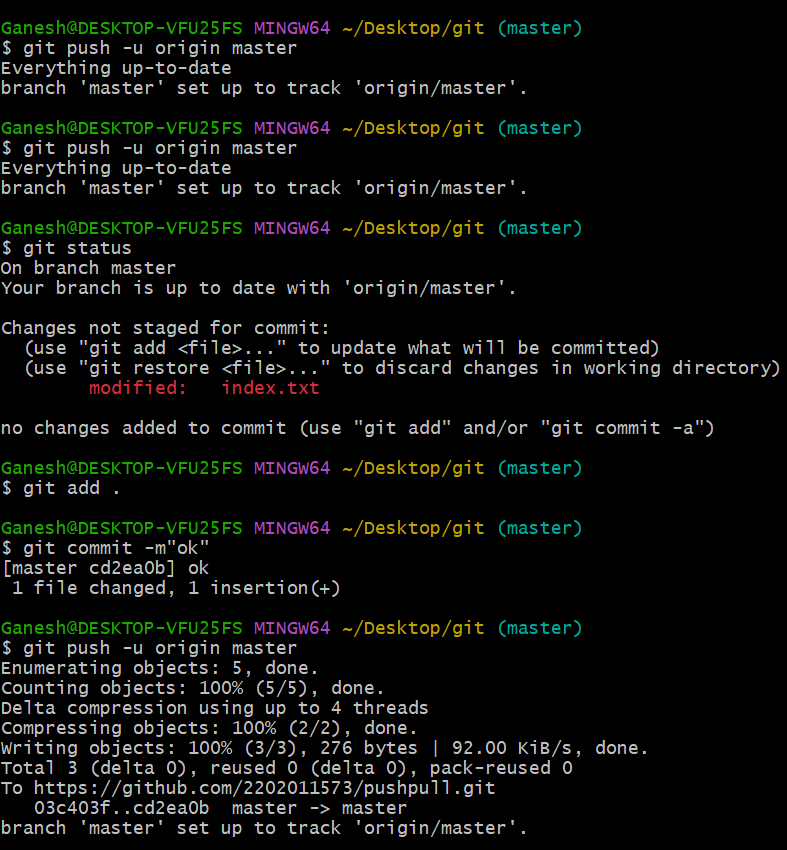 Ganesh@DESKTOP-VFU25FS MINGW64 ~/Desktop/git (master)
$ git push -u origin master
Everything up-to-date
branch 'master' set up to track 'origin/master'.
Ganesh@DESKTOP-VFU25FS MINGW64 ~/Desktop/git (master)
$ git push -u origin master
Everything up-to-date
branch 'master' set up to track 'origin/master'.
Ganesh@DESKTOP-VFU25FS MINGW64 ~/Desktop/git (master)
$ git status
On branch master
Your branch is up to date with 'origin/master'.
Changes not staged for commit:
  (use "git add <file>..." to update what will be committed)
  (use "git restore <file>..." to discard changes in working directory)
        modified:   index.txt
no changes added to commit (use "git add" and/or "git commit -a")
Ganesh@DESKTOP-VFU25FS MINGW64 ~/Desktop/git (master)
$ git add .
Ganesh@DESKTOP-VFU25FS MINGW64 ~/Desktop/git (master)
$ git commit -m"ok"
[master cd2ea0b] ok
 1 file changed, 1 insertion(+)
Ganesh@DESKTOP-VFU25FS MINGW64 ~/Desktop/git (master)
$ git push -u origin master
Enumerating objects: 5, done.
Counting objects: 100% (5/5), done.
Delta compression using up to 4 threads
Compressing objects: 100% (2/2), done.
Writing objects: 100% (3/3), 276 bytes | 92.00 KiB/s, done.
Total 3 (delta 0), reused 0 (delta 0), pack-reused 0
To https://github.com/2202011573/pushpull.git
   03c403f..cd2ea0b  master -> master
branch 'master' set up to track 'origin/master'.